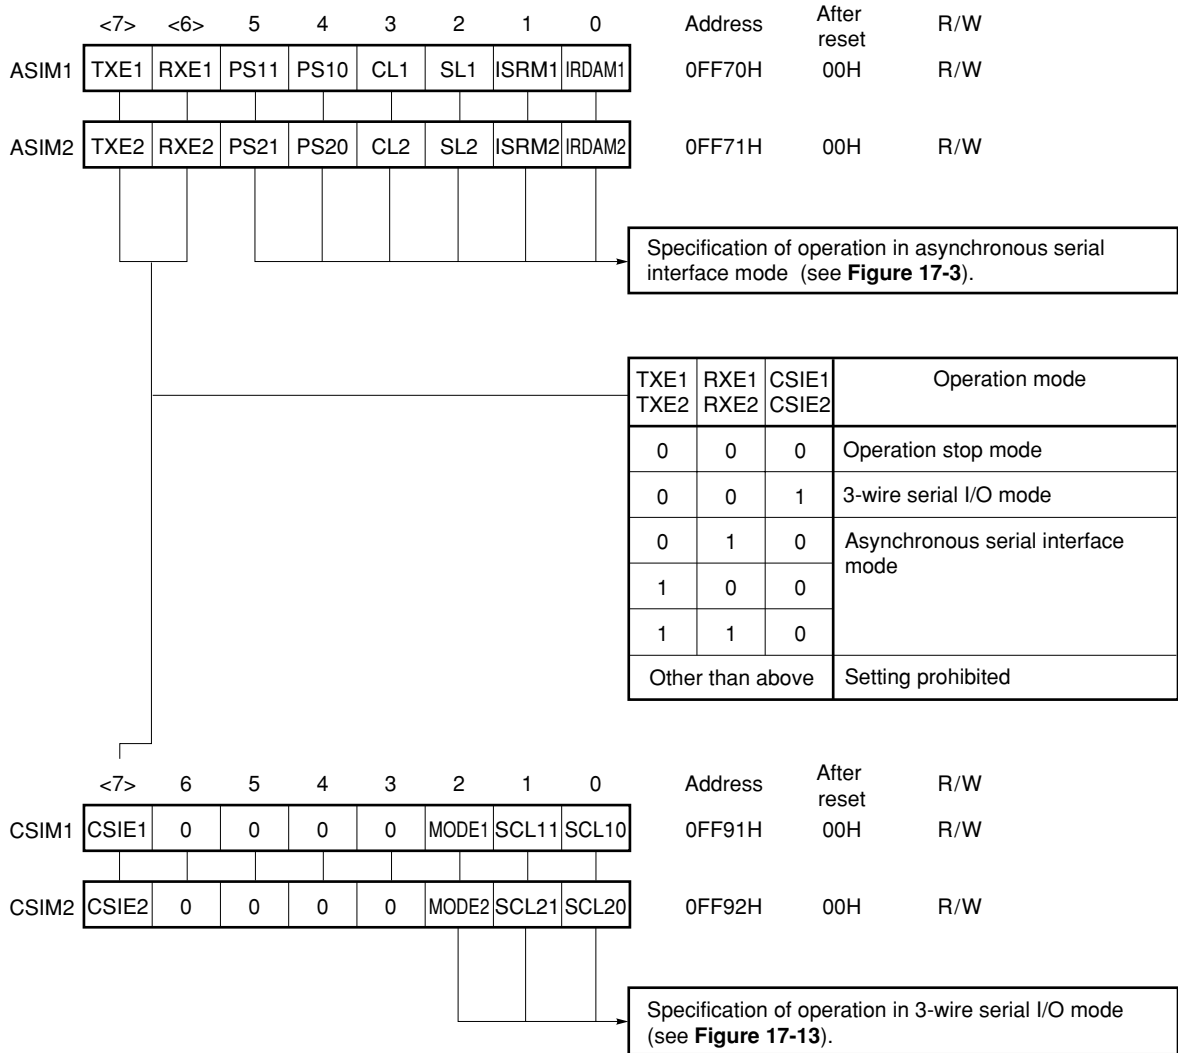 <7> <6> 5 4 3 2 1 0 Address After reset R/W
ASIM1 TXE1 RXE1 PS11 PS10 CL1 SL1 ISRM1 IRDAM1 0FF70H 00H R/W
ASIM2 TXE2 RXE2 PS21 PS20 CL2 SL2 ISRM2 IRDAM2 0FF71H 00H R/W
Specification of operation in asynchronous serial
interface mode (see Figure 17-3).
TXE1 RXE1 CSIE1 Operation mode
TXE2 RXE2 CSIE2
0 0 0 Operation stop mode
0 0 1 3-wire serial I/O mode
0 1 0 Asynchronous serial interface
mode
1 0 0
1 1 0
Other than above Setting prohibited
<7> 6 5 4 3 2 1 0 Address After reset R/W
CSIM1 CSIE1 0 0 0 0 MODE1 SCL11 SCL10 0FF91H 00H R/W
CSIM2 CSIE2 0 0 0 0 MODE2 SCL21 SCL20 0FF92H 00H R/W
Specification of operation in 3-wire serial I/O mode
(see Figure 17-13).